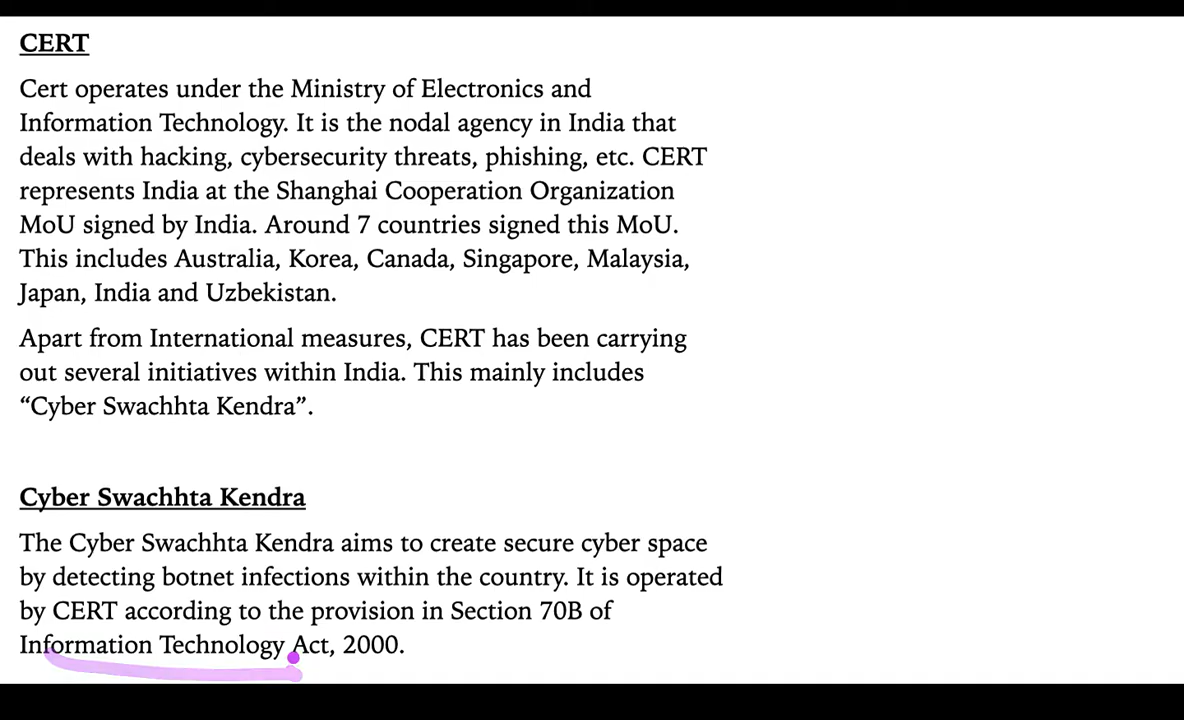 CERT
Cert operates under the Ministry of Electronics and
Information Technology. It is the nodal agency in India that
deals with hacking, cybersecurity threats, phishing, etc. CERT
represents India at the Shanghai Cooperation Organization
MoU signed by India. Around 7 countries signed this MoU.
This includes Australia, Korea, Canada, Singapore, Malaysia,
Japan, India and Uzbekistan.
Apart from International measures, CERT has been carrying
out several initiatives within India. This mainly includes
“Cyber Swachhta Kendra”.
Cyber Swachhta Kendra
The Cyber Swachhta Kendra aims to create secure cyber space
by detecting botnet infections within the country. It is operated
by CERT according to the provision in Section 70B of
Information Technology Act, 2000.